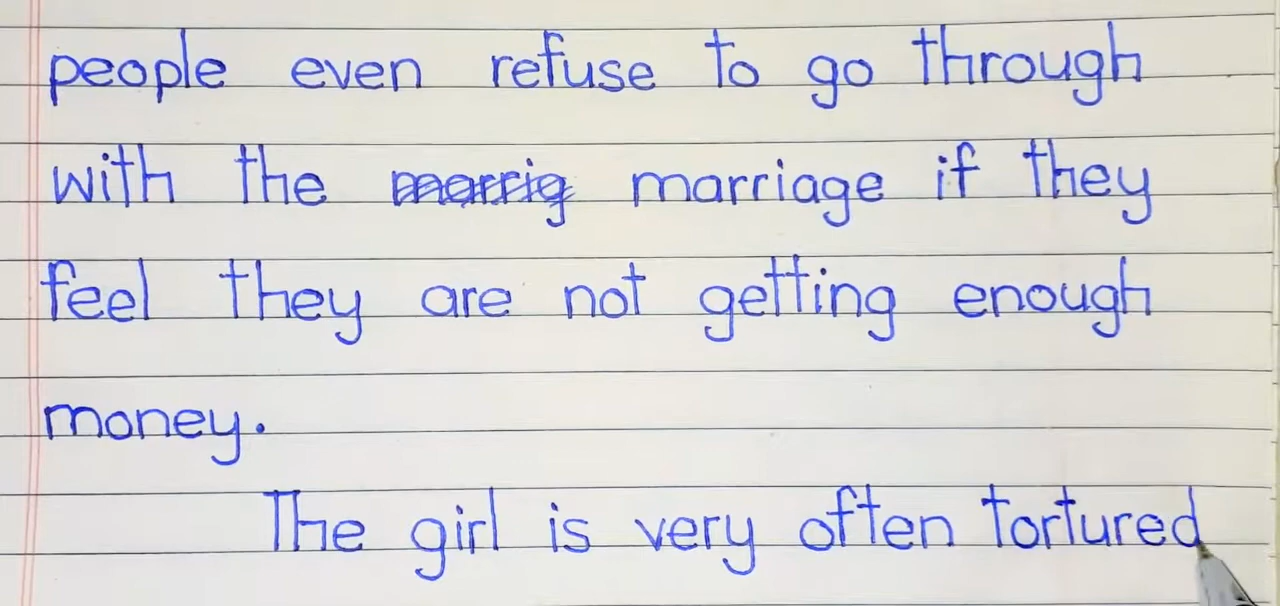 people even refuse to go through
with the marriage if they
feel they are not getting enough
money.
The girl is very often tortured